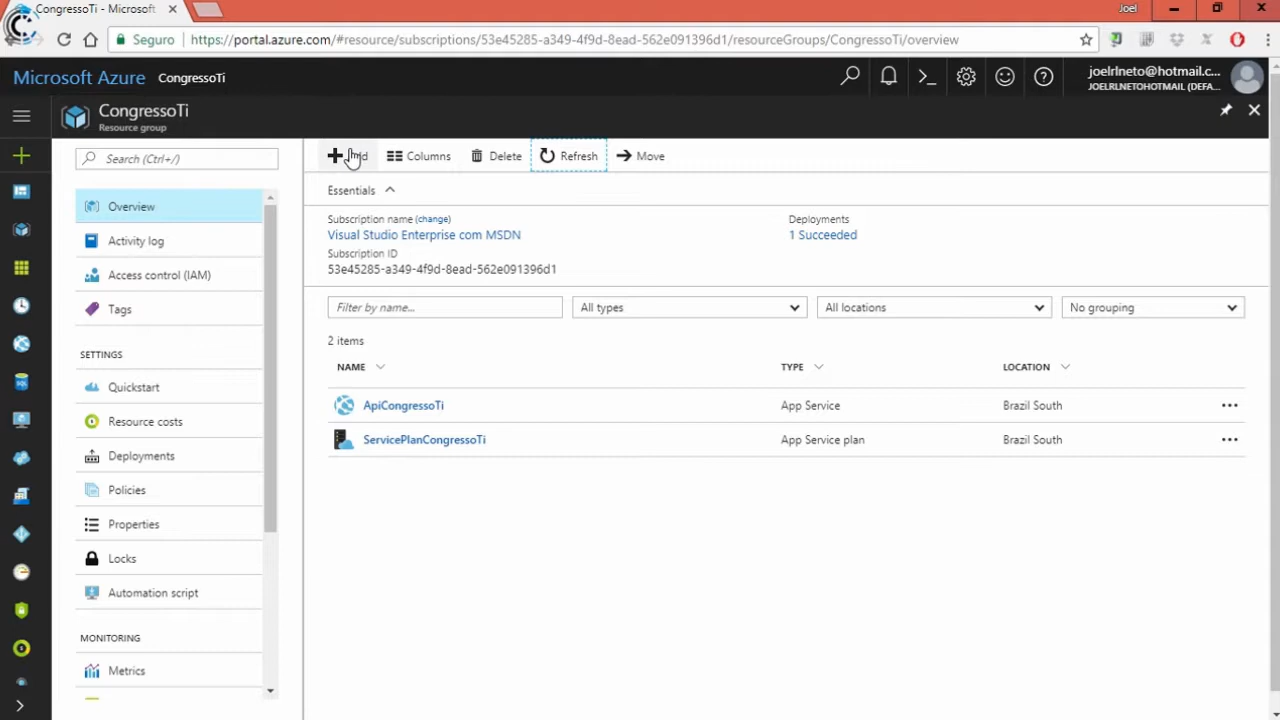 CongressoTi - Microsoft A
Joel
Seguro
https://portal.azure.com/#resource/subscriptions/53e45285-a349-4f9d-8ead-562e091396d1/resourceGroups/CongressoTi/overview
Microsoft Azure CongressoTi
joelrlneto@hotmail.c...
JOELRLNETOHOTMAIL (DEFA...
CongressoTi
Resource group
Search (Ctrl+/)
Columns Delete Refresh Move
Essentials
Overview
Activity log
Access control (IAM)
Tags
SETTINGS
Quickstart
Resource costs
Deployments
Policies
Properties
Locks
Automation script
MONITORING
Metrics
Subscription name (change)
Visual Studio Enterprise com MSDN
Subscription ID
53e45285-a349-4f9d-8ead-562e091396d1
Deployments
1 Succeeded
Filter by name... All types All locations No grouping
2 items
NAME TYPE LOCATION
ApiCongressoTi App Service Brazil South
ServicePlanCongressoTi App Service plan Brazil South